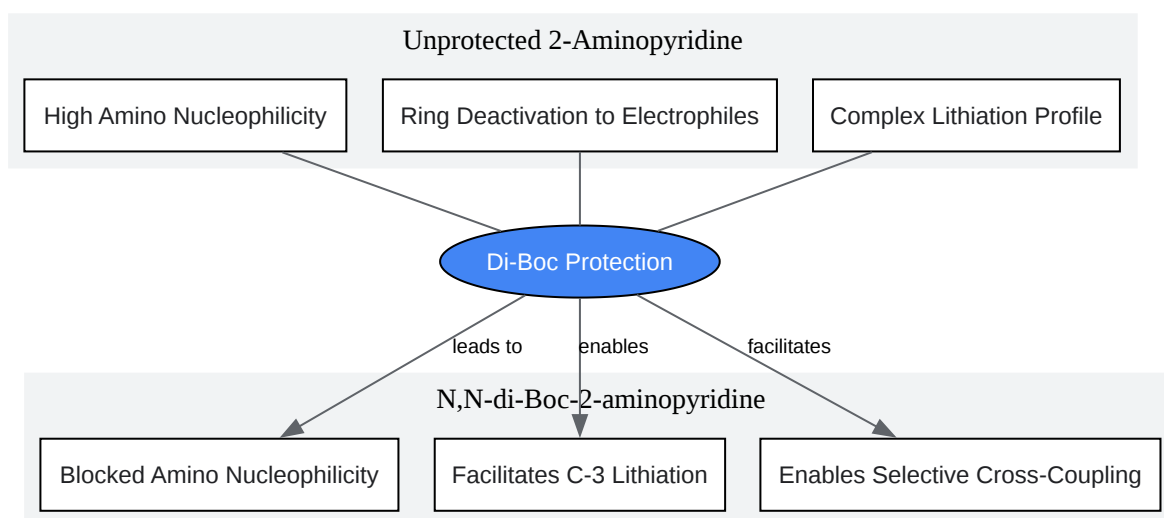 Unprotected 2-Aminopyridine
High Amino Nucleophilicity
Ring Deactivation to Electrophiles
Complex Lithiation Profile
Di-Boc Protection
leads to
enables
facilitates
N,N-di-Boc-2-aminopyridine
Blocked Amino Nucleophilicity
Facilitates C-3 Lithiation
Enables Selective Cross-Coupling